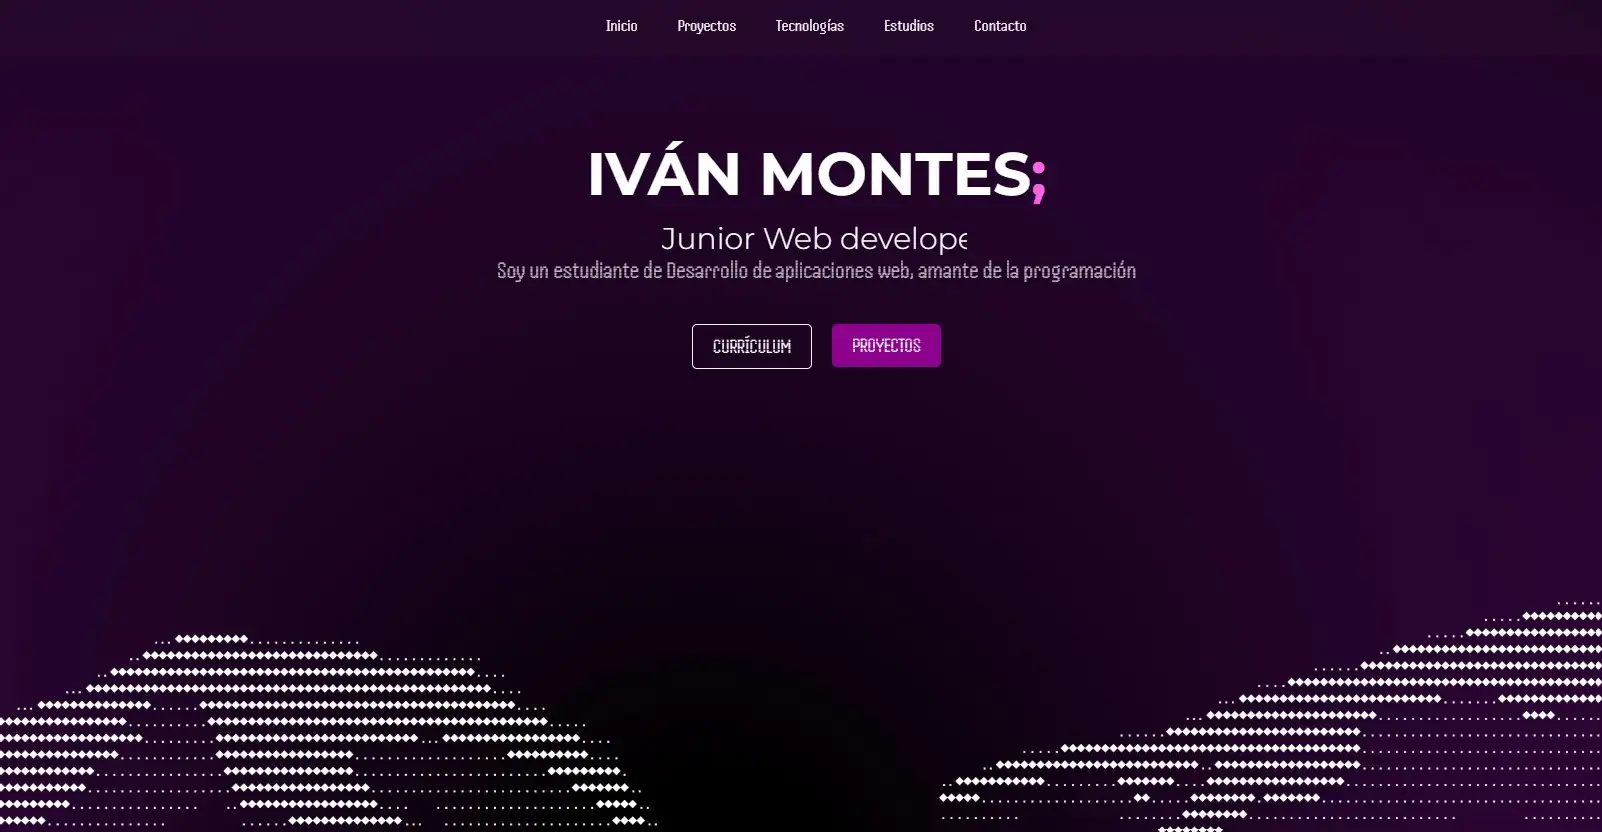 Inicio Proyectos Tecnologías Estudios Contacto
IVÁN MONTES;
Junior Web develope
Soy un estudiante de Desarrollo de aplicaciones web, amante de la programación
CURRÍCULUM PROYECTOS